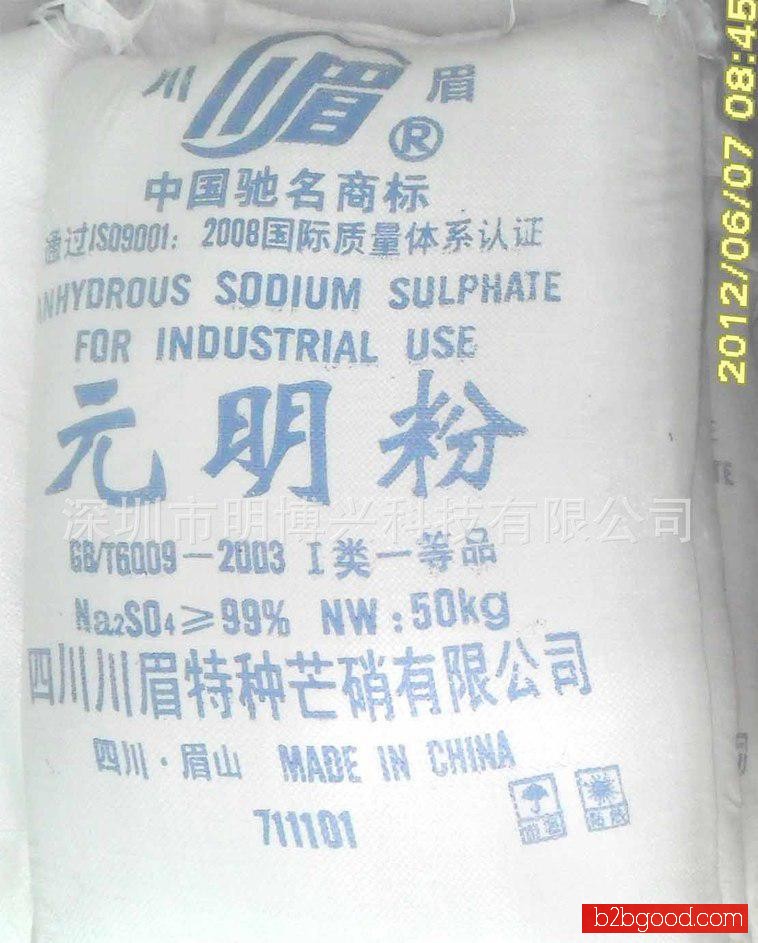 川 川眉® 眉
中国驰名商标
通过ISO9001：2008国际质量体系认证
ANHYDROUS SODIUM SULPHATE
FOR INDUSTRIAL USE
元明粉
深圳市明博兴科技有限公司
GB/T6009-2003 I类一等品
Na₂SO₄≥99% NW:50kg
四川川眉特种芒硝有限公司
四川·眉山 MADE IN CHINA
711101
2012/06/07 08:45
b2bgood.com